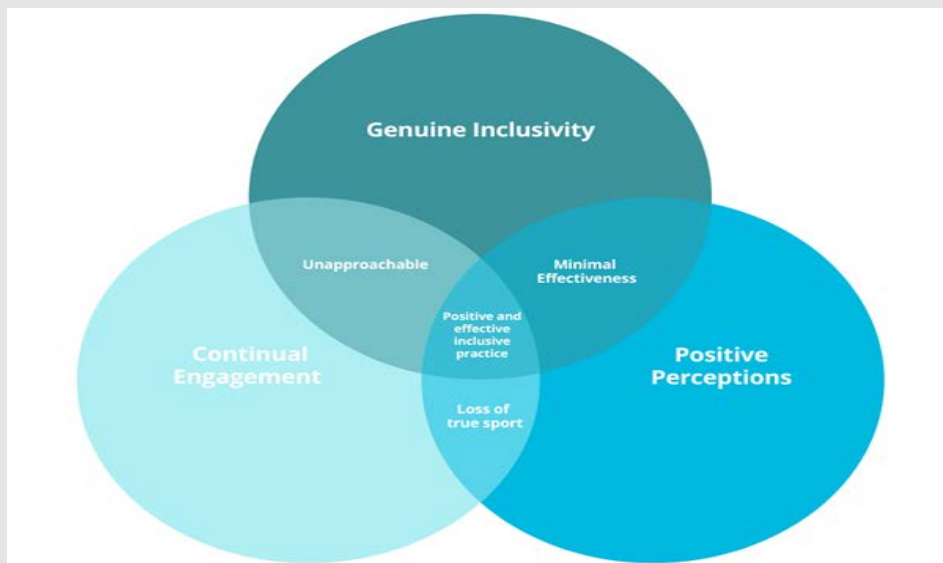 Genuine Inclusivity
Unapproachable
Minimal
Effectiveness
Positive and
effective
inclusive
practice
Continual
Engagement
Positive
Perceptions
Loss of
true sport